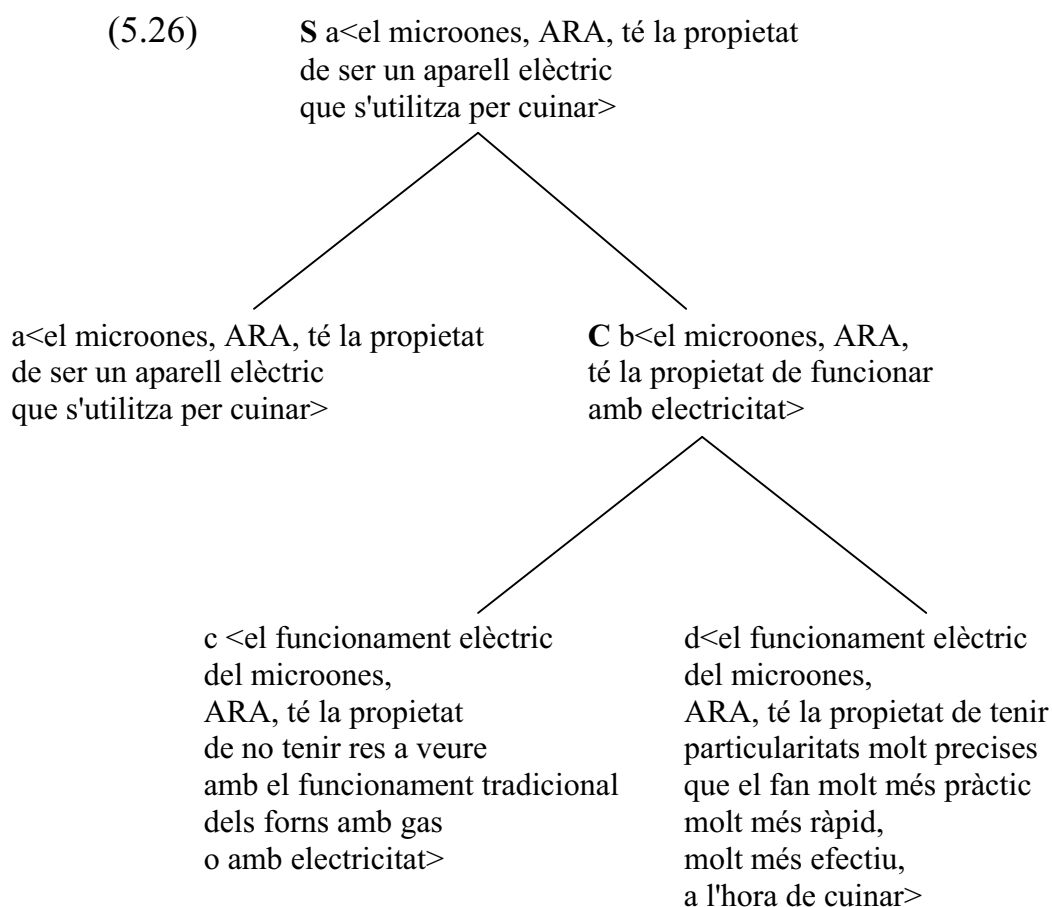 (5.26) S a<el microones, ARA, té la propietat
de ser un aparell elèctric
que s'utilitza per cuinar>
a<el microones, ARA, té la propietat
de ser un aparell elèctric
que s'utilitza per cuinar>
C b<el microones, ARA,
té la propietat de funcionar
amb electricitat>
c <el funcionament elèctric
del microones,
ARA, té la propietat
de no tenir res a veure
amb el funcionament tradicional
dels forns amb gas
o amb electricitat>
d<el funcionament elèctric
del microones,
ARA, té la propietat de tenir
particularitats molt precises
que el fan molt més pràctic
molt més ràpid,
molt més efectiu,
a l'hora de cuinar>